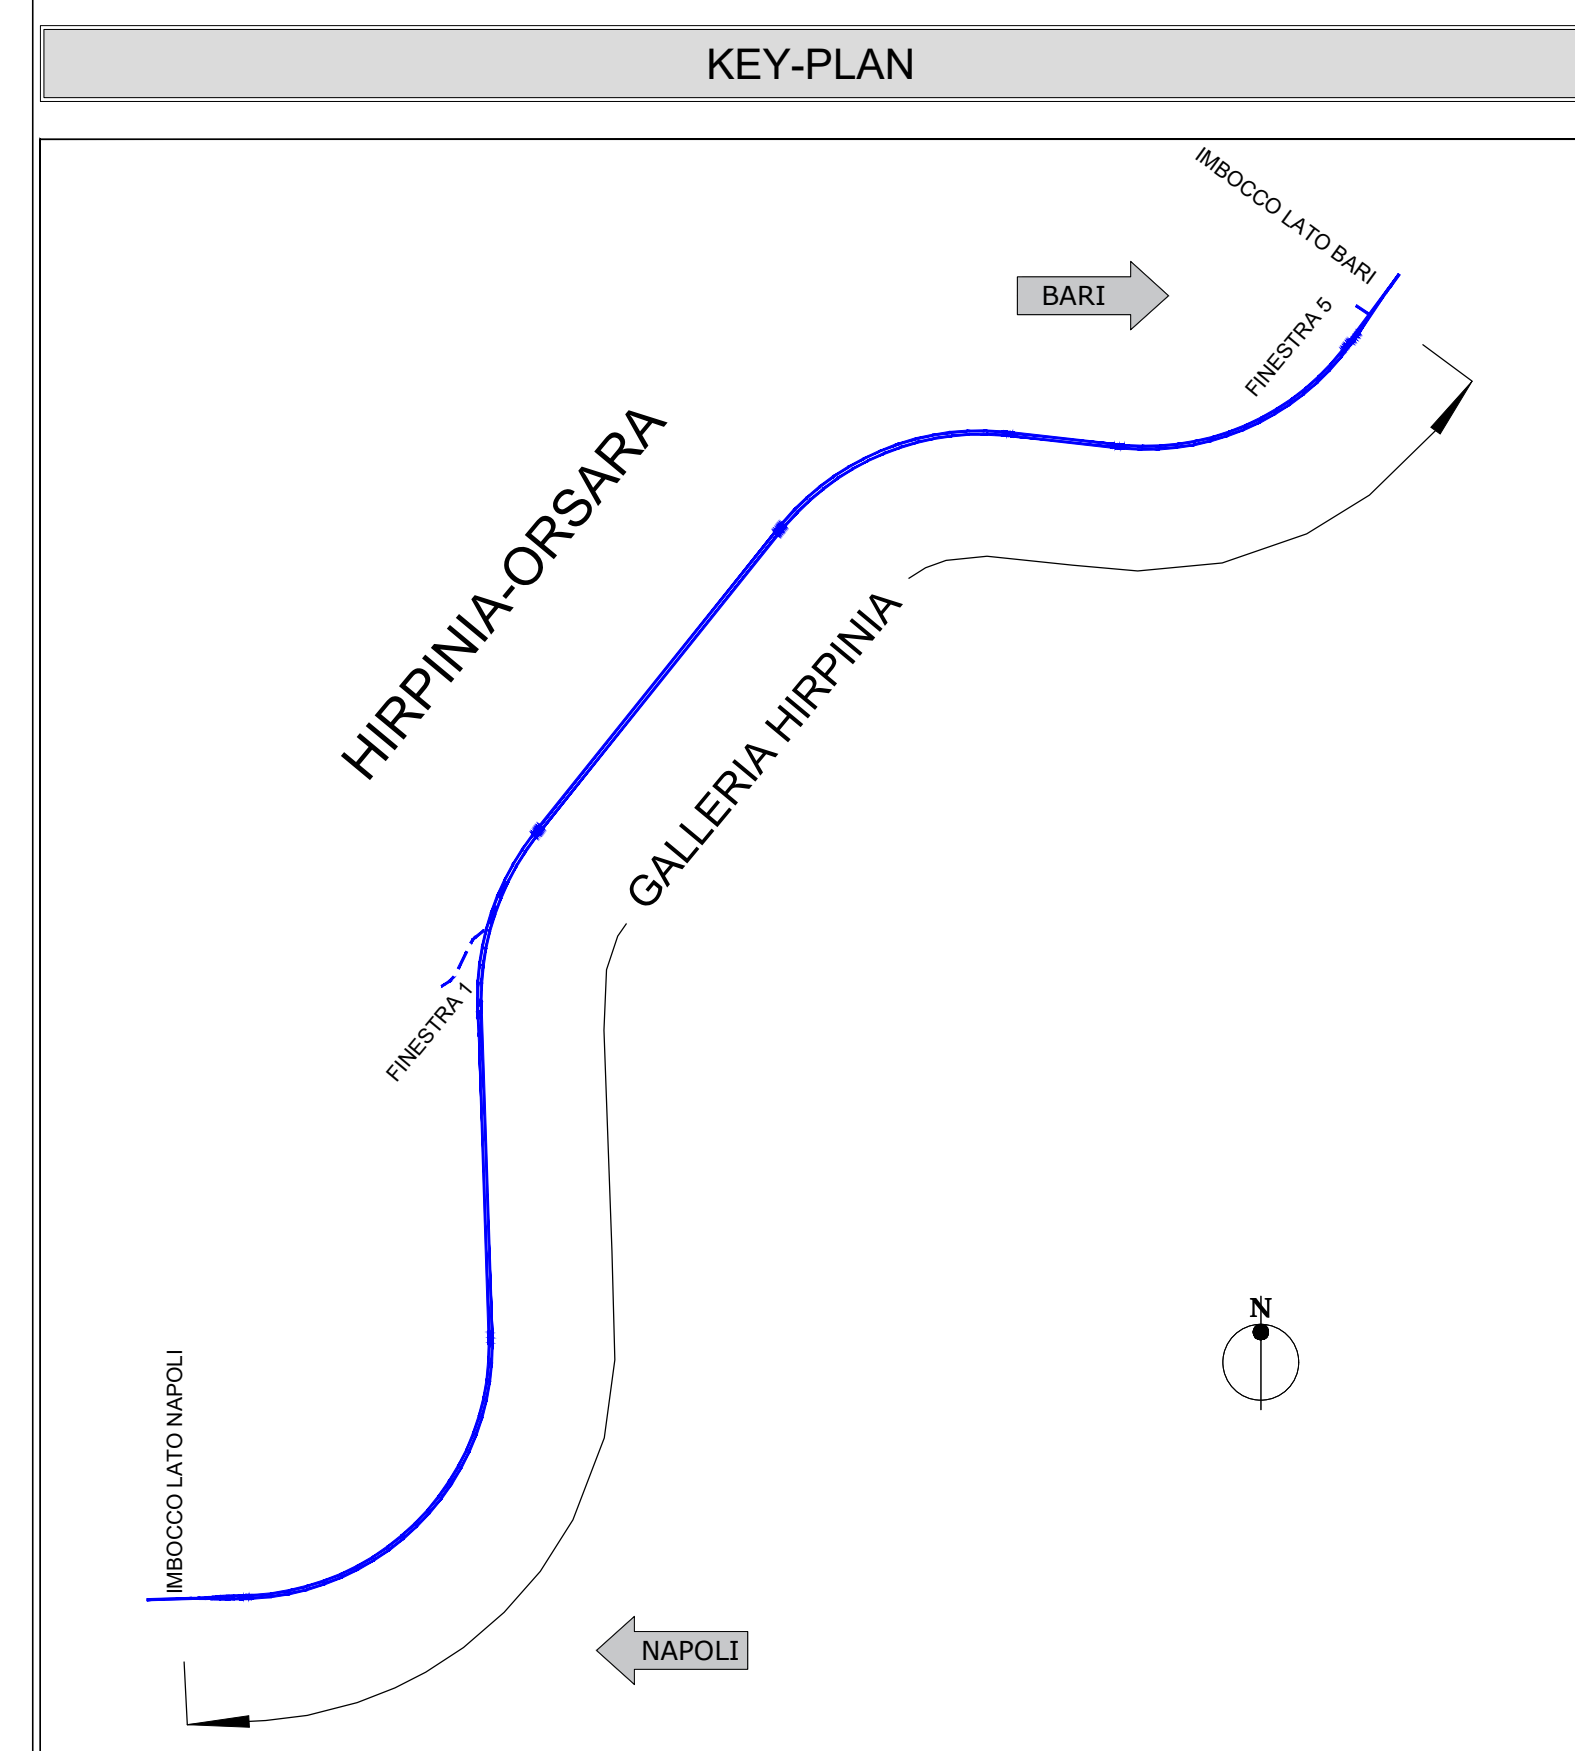 KEY-PLAN
IMBOCCO LATO BARI
BARI
FINESTRA 5
HIRPINIA-ORSARA
GALLERIA HIRPINIA
FINESTRA 1
N
IMBOCCO LATO NAPOLI
NAPOLI